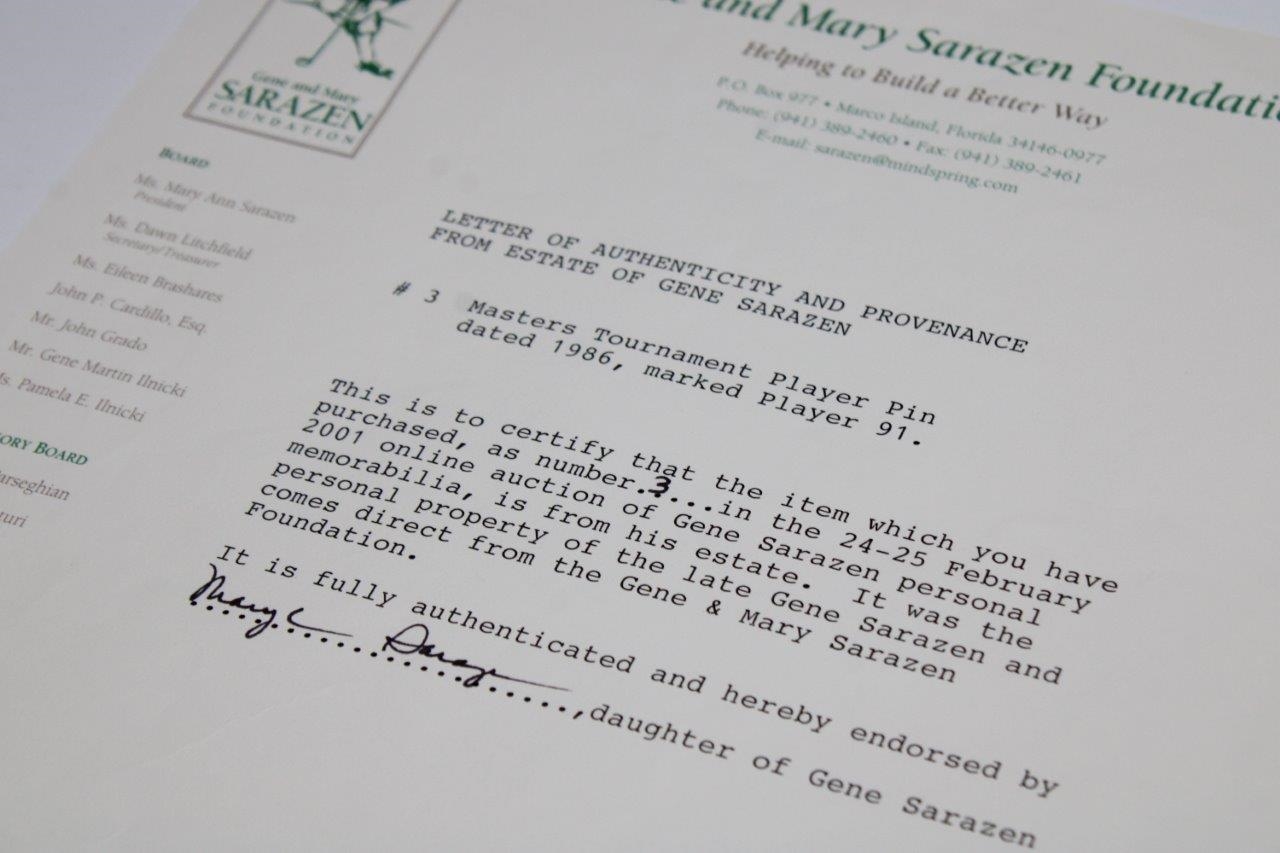 Gene and Mary
SARAZEN
FOUNDATION
and Mary Sarazen Foundatio
Helping to Build a Better Way
P.O. Box 977 • Marco Island, Florida 34146-0977
Phone: (941) 389-2460 • Fax: (941) 389-2461
E-mail: sarazen@mindspring.com
BOARD
Ms. Mary Ann Sarazen
President
Ms. Dawn Litchfield
Secretary/Treasurer
Ms. Eileen Brashares
John P. Cardillo, Esq.
Mr. John Grado
Mr. Gene Martin Ilnicki
s. Pamela E. Ilnicki
ORY BOARD
arseghian
turi
LETTER OF AUTHENTICITY AND PROVENANCE
FROM ESTATE OF GENE SARAZEN
# 3 Masters Tournament Player Pin
dated 1986, marked Player 91.
This is to certify that the item which you have
purchased, as number.3...in the 24-25 February
2001 online auction of Gene Sarazen personal
memorabilia, is from his estate. It was the
personal property of the late Gene Sarazen and
comes direct from the Gene & Mary Sarazen
Foundation.
It is fully authenticated and hereby endorsed by
Mary Sarazen
,daughter of Gene Sarazen